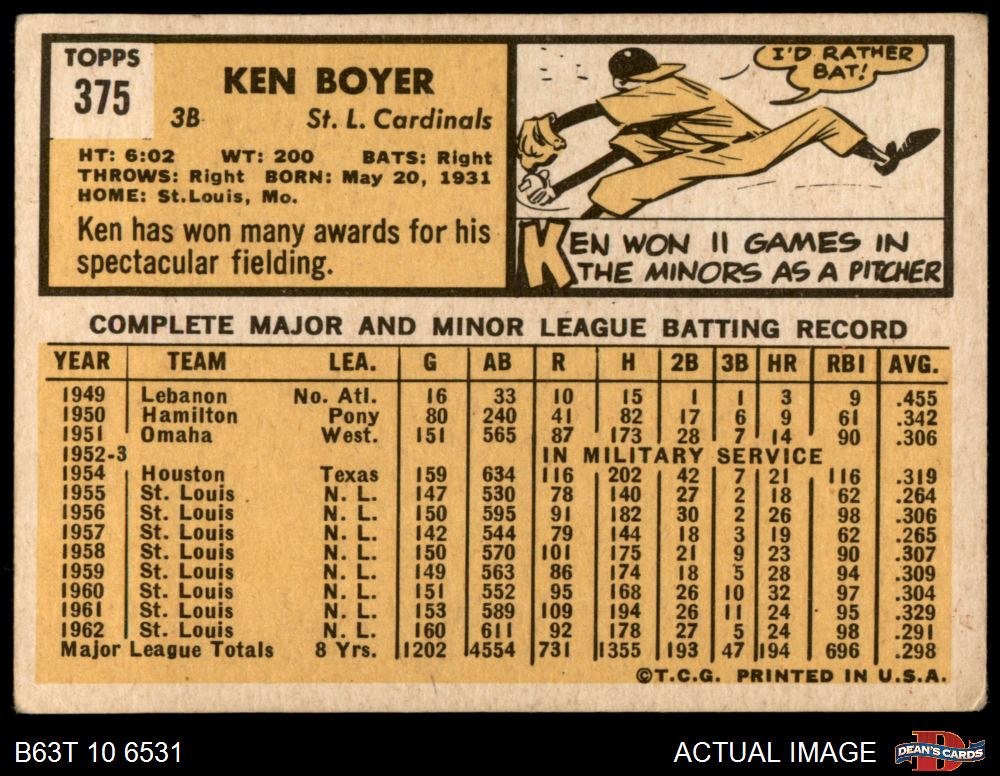 TOPPS
375
KEN BOYER
3B St. L. Cardinals
HT: 6:02 WT: 200 BATS: Right
THROWS: Right BORN: May 20, 1931
HOME: St.Louis, Mo.
Ken has won many awards for his
spectacular fielding.
I'D RATHER
BAT!
KEN WON 11 GAMES IN
THE MINORS AS A PITCHER
COMPLETE MAJOR AND MINOR LEAGUE BATTING RECORD
YEAR TEAM LEA. G AB R H 2B 3B HR RBI AVG.
1949 Lebanon No. Atl. 16 33 10 15 1 1 3 9 .455
1950 Hamilton Pony 80 240 41 82 17 6 9 61 .342
1951 Omaha West. 151 565 87 173 28 7 14 90 .306
1952-3 IN MILITARY SERVICE
1954 Houston Texas 159 634 116 202 42 7 21 116 .319
1955 St. Louis N. L. 147 530 78 140 27 2 18 62 .264
1956 St. Louis N. L. 150 595 91 182 30 2 26 98 .306
1957 St. Louis N. L. 142 544 79 144 18 3 19 62 .265
1958 St. Louis N. L. 150 570 101 175 21 9 23 90 .307
1959 St. Louis N. L. 149 563 86 174 18 5 28 94 .309
1960 St. Louis N. L. 151 552 95 168 26 10 32 97 .304
1961 St. Louis N. L. 153 589 109 194 26 11 24 95 .329
1962 St. Louis N. L. 160 611 92 178 27 5 24 98 .291
Major League Totals 8 Yrs. 1202 4554 731 1355 193 47 194 696 .298
©T.C.G. PRINTED IN U.S.A.
B63T 10 6531 ACTUAL IMAGE D DEAN'S CARDS